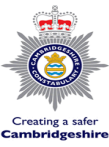 CAMBRIDGESHIRE
CONSTABULARY
Creating a safer
Cambridgeshire